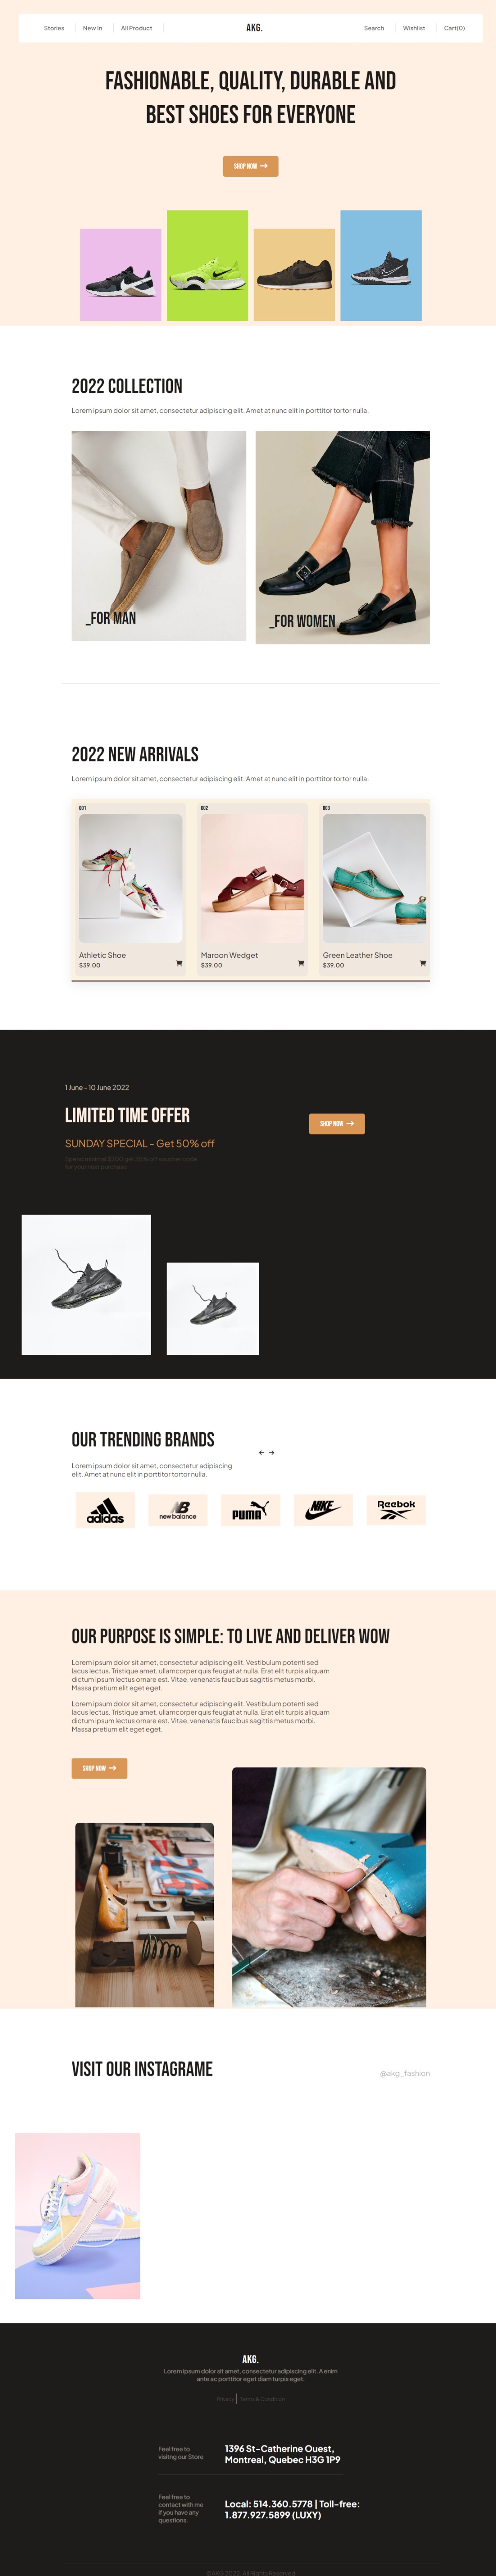 Stories
New In
All Product
AKG.
Search
Wishlist
Cart(0)
FASHIONABLE, QUALITY, DURABLE AND
BEST SHOES FOR EVERYONE
SHOP NOW
2022 COLLECTION
Lorem ipsum dolor sit amet, consectetur adipiscing elit. Amet at nunc elit in porttitor tortor nulla.
_FOR MAN
_FOR WOMEN
2022 NEW ARRIVALS
Lorem ipsum dolor sit amet, consectetur adipiscing elit. Amet at nunc elit in porttitor tortor nulla.
001
002
003
Athletic Shoe
$39.00
Maroon Wedget
$39.00
Green Leather Shoe
$39.00
1 June - 10 June 2022
LIMITED TIME OFFER
SHOP NOW
SUNDAY SPECIAL - Get 50% off
for your next purchase
OUR TRENDING BRANDS
Lorem ipsum dolor sit amet, consectetur adipiscing
elit. Amet at nunc elit in porttitor tortor nulla.
adidas
NB
new balance
PUMA
NIKE
Reebok
OUR PURPOSE IS SIMPLE: TO LIVE AND DELIVER WOW
Lorem ipsum dolor sit amet, consectetur adipiscing elit. Vestibulum potenti sed
lacus lectus. Tristique amet, ullamcorper quis feugiat at nulla. Erat elit turpis aliquam
dictum ipsum lectus ornare est. Vitae, venenatis faucibus sagittis metus morbi.
Massa pretium elit eget eget.
Lorem ipsum dolor sit amet, consectetur adipiscing elit. Vestibulum potenti sed
lacus lectus. Tristique amet, ullamcorper quis feugiat at nulla. Erat elit turpis aliquam
dictum ipsum lectus ornare est. Vitae, venenatis faucibus sagittis metus morbi.
Massa pretium elit eget eget.
SHOP NOW
VISIT OUR INSTAGRAME
@akg_fashion
AKG.
Lorem ipsum dolor sit amet, consectetur adipiscing elit. A enim
ante ac porttitor eget diam turpis eget.
Privacy
Terms & Condition
Feel free to
visitng our Store
1396 St-Catherine Ouest,
Montreal, Quebec H3G 1P9
Feel free to
contact with me
if you have any
questions.
Local: 514.360.5778 | Toll-free:
1.877.927.5899 (LUXY)
©AKG 2022, All Rights Reserved